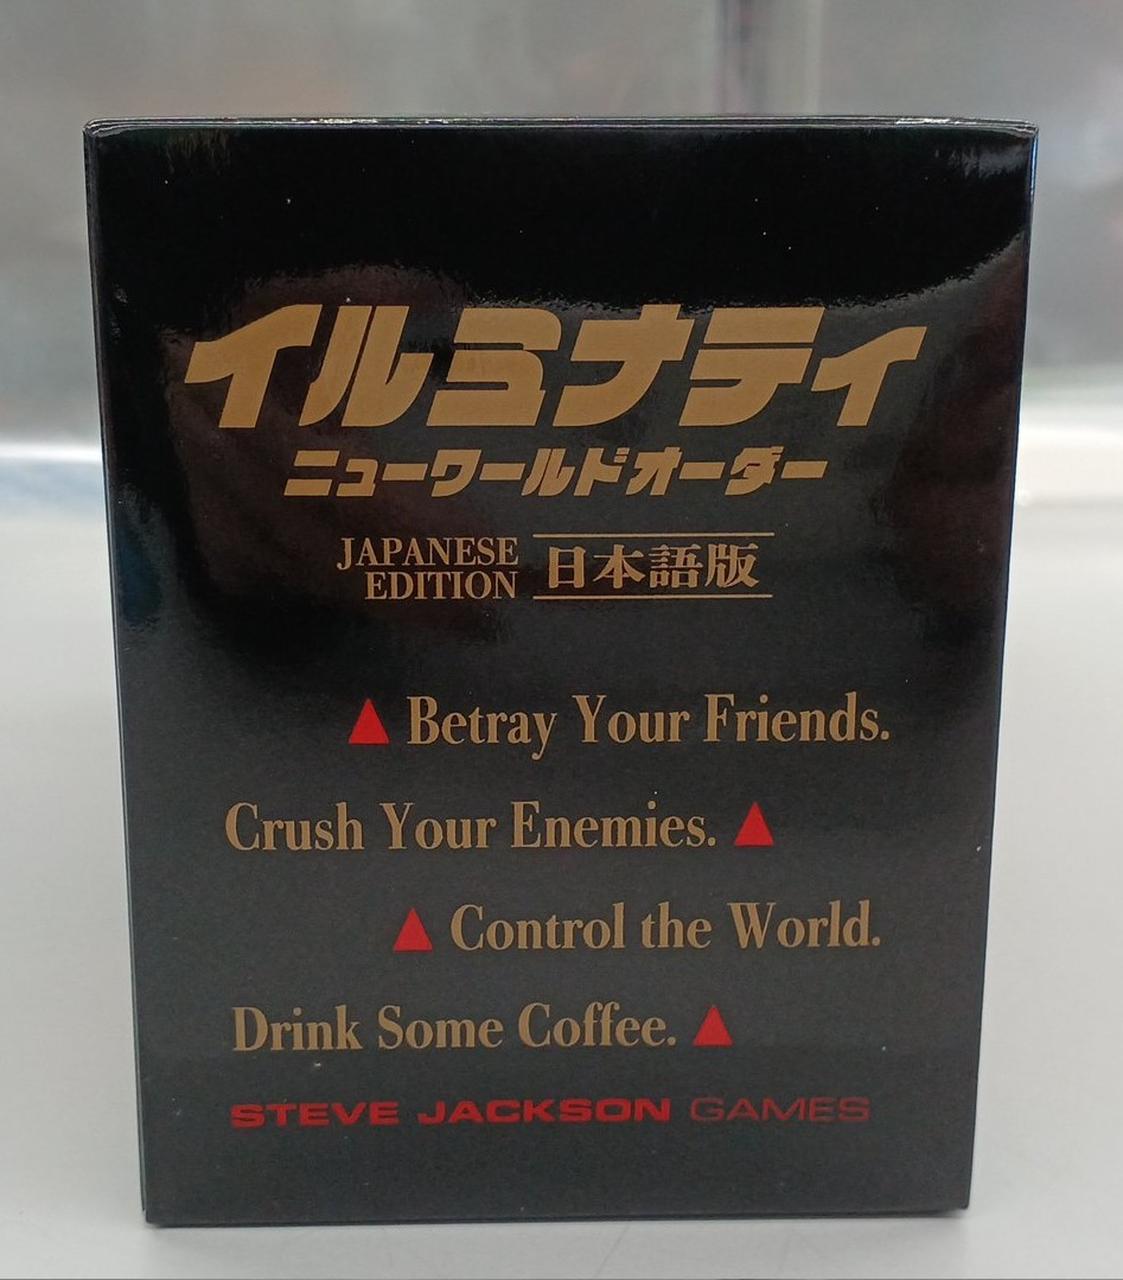 イルミナティ
ニューワールドオーダー
JAPANESE
EDITION
日本語版
▲ Betray Your Friends.
Crush Your Enemies. ▲
▲ Control the World.
Drink Some Coffee. ▲
STEVE JACKSON GAMES